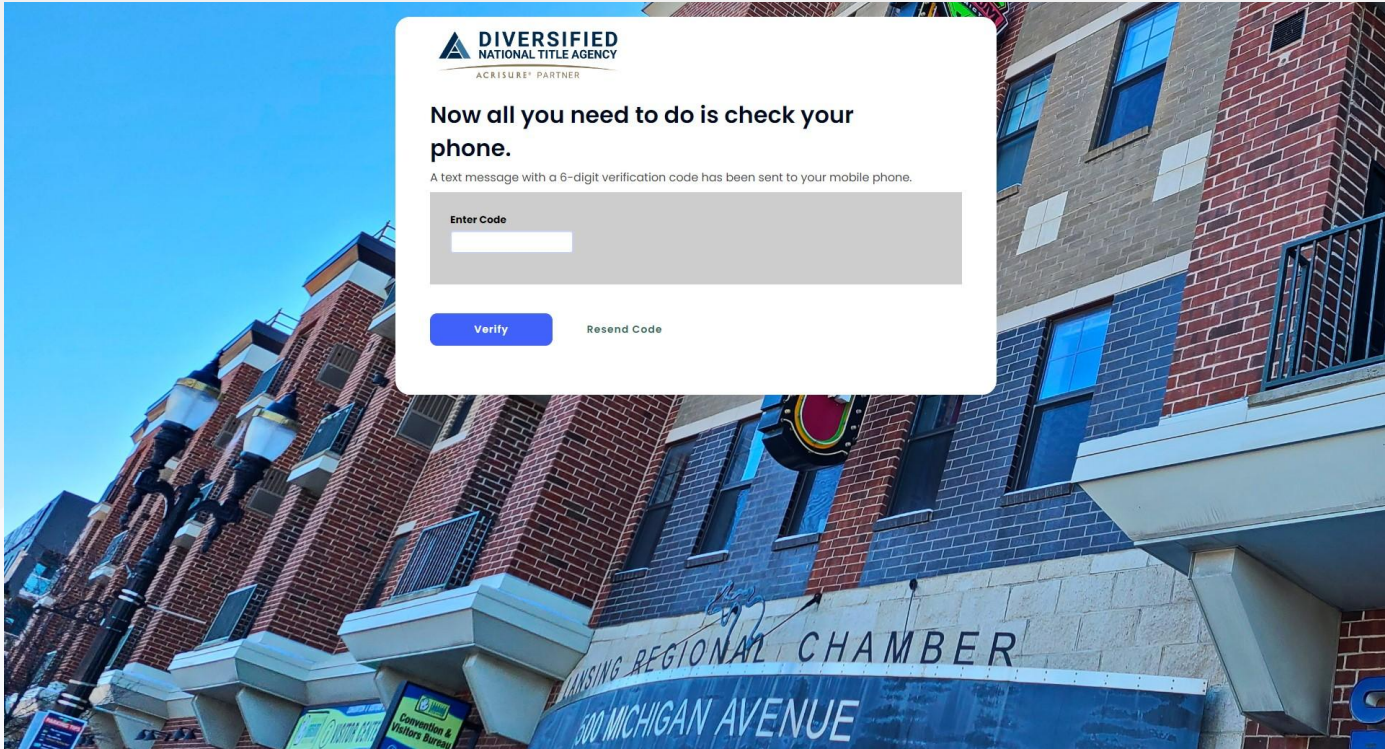 DIVERSIFIED
NATIONAL TITLE AGENCY
ACRISURE® PARTNER
Now all you need to do is check your
phone.
A text message with a 6-digit verification code has been sent to your mobile phone.
Enter Code
Verify
Resend Code
LANSING REGIONAL CHAMBER
500 MICHIGAN AVENUE
VISITOR CENTER
Convention &
Visitors Bureau